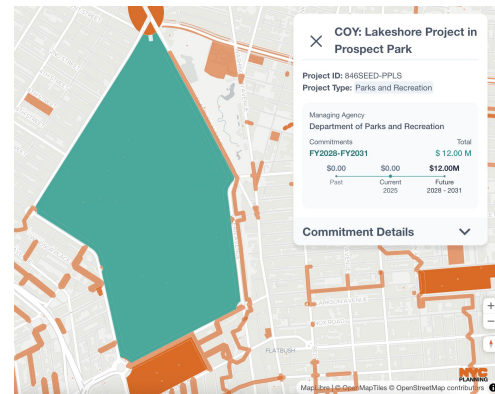 COY: Lakeshore Project in
Prospect Park
Project ID: 846SEED-PPLS
Project Type: Parks and Recreation
Managing Agency
Department of Parks and Recreation
Commitments Total
FY2028-FY2031 $ 12.00 M
$0.00 $0.00 $12.00M
Past Current Future
2025 2028 - 2031
Commitment Details
FLATBUSH
NYC
PLANNING
MapLibre | © OpenMapTiles © OpenStreetMap contributors